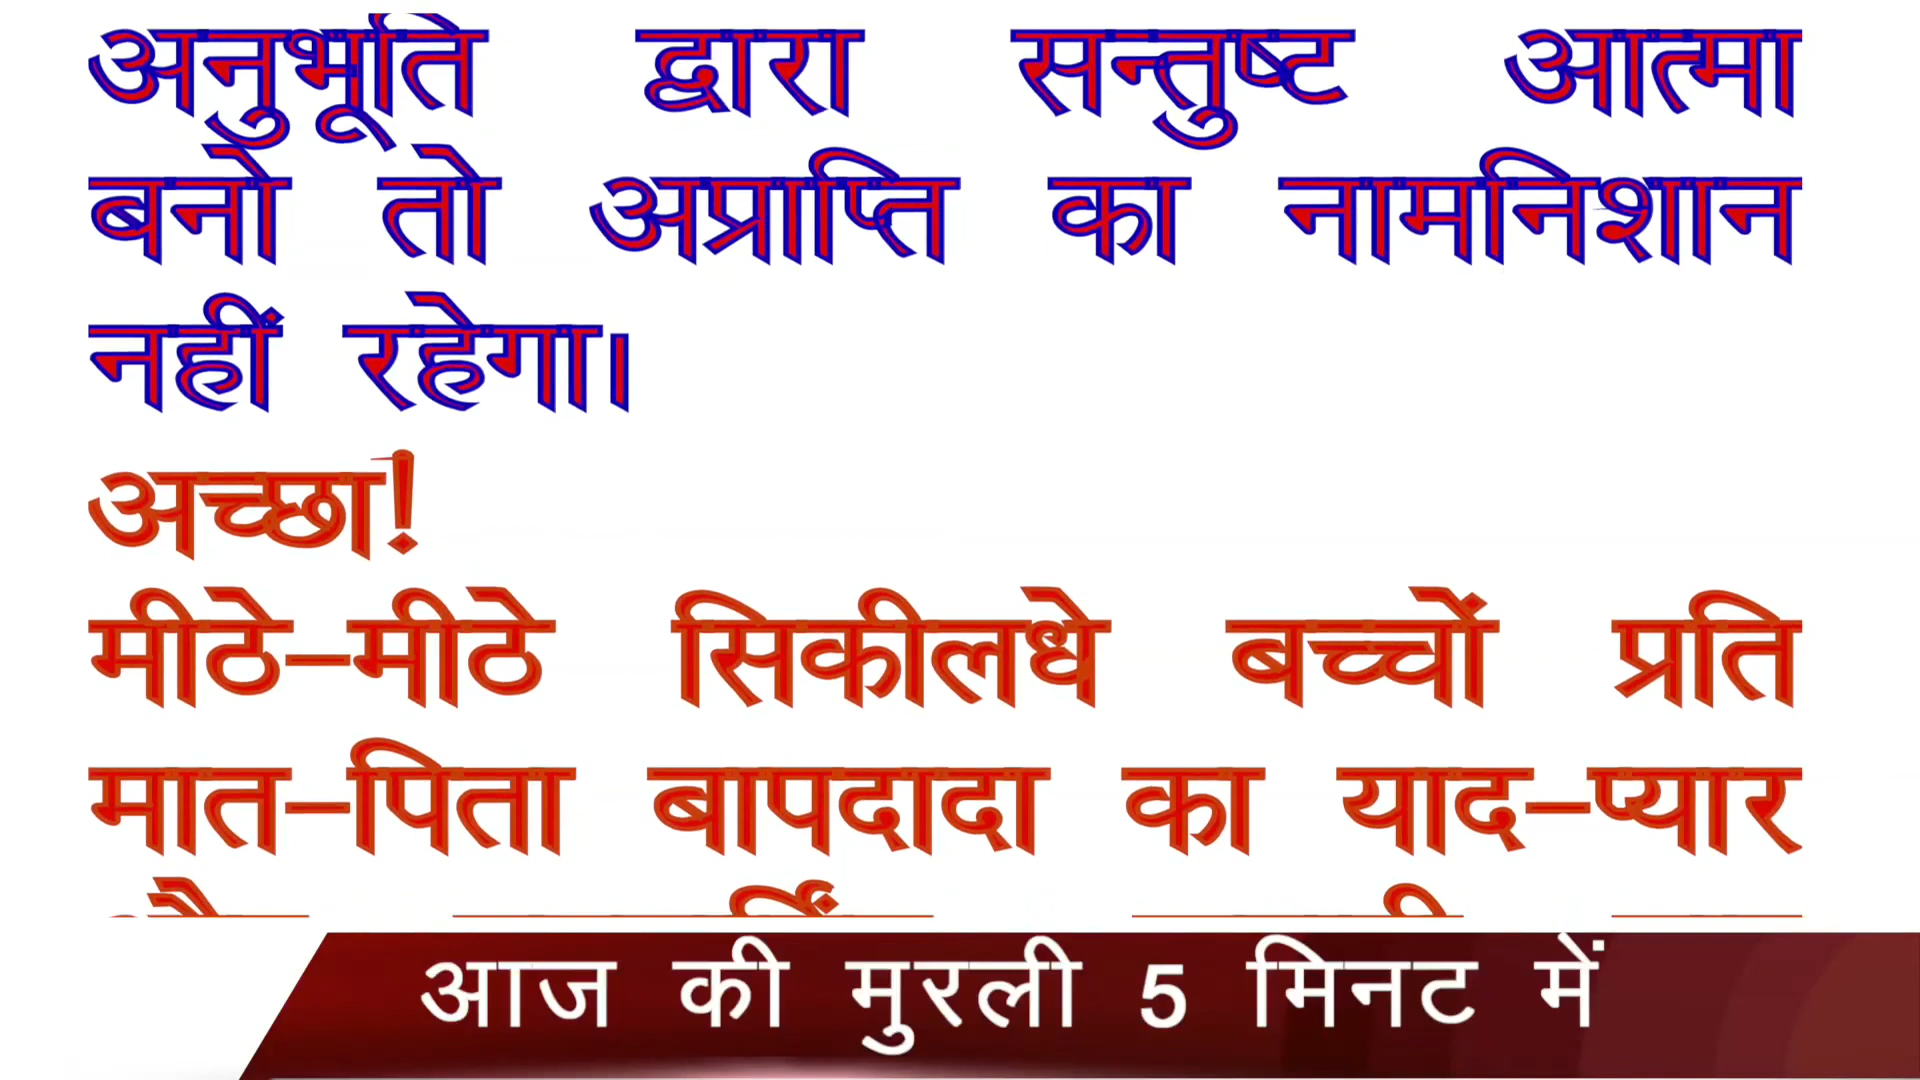 अनुभूति द्वारा सन्तुष्ट आत्मा
बनो तो अप्राप्ति का नामनिशान
नहीं रहेगा।
अच्छा!
मीठे–मीठे सिकीलधे बच्चों प्रति
मात–पिता बापदादा का याद–प्यार
आज की मुरली 5 मिनट में